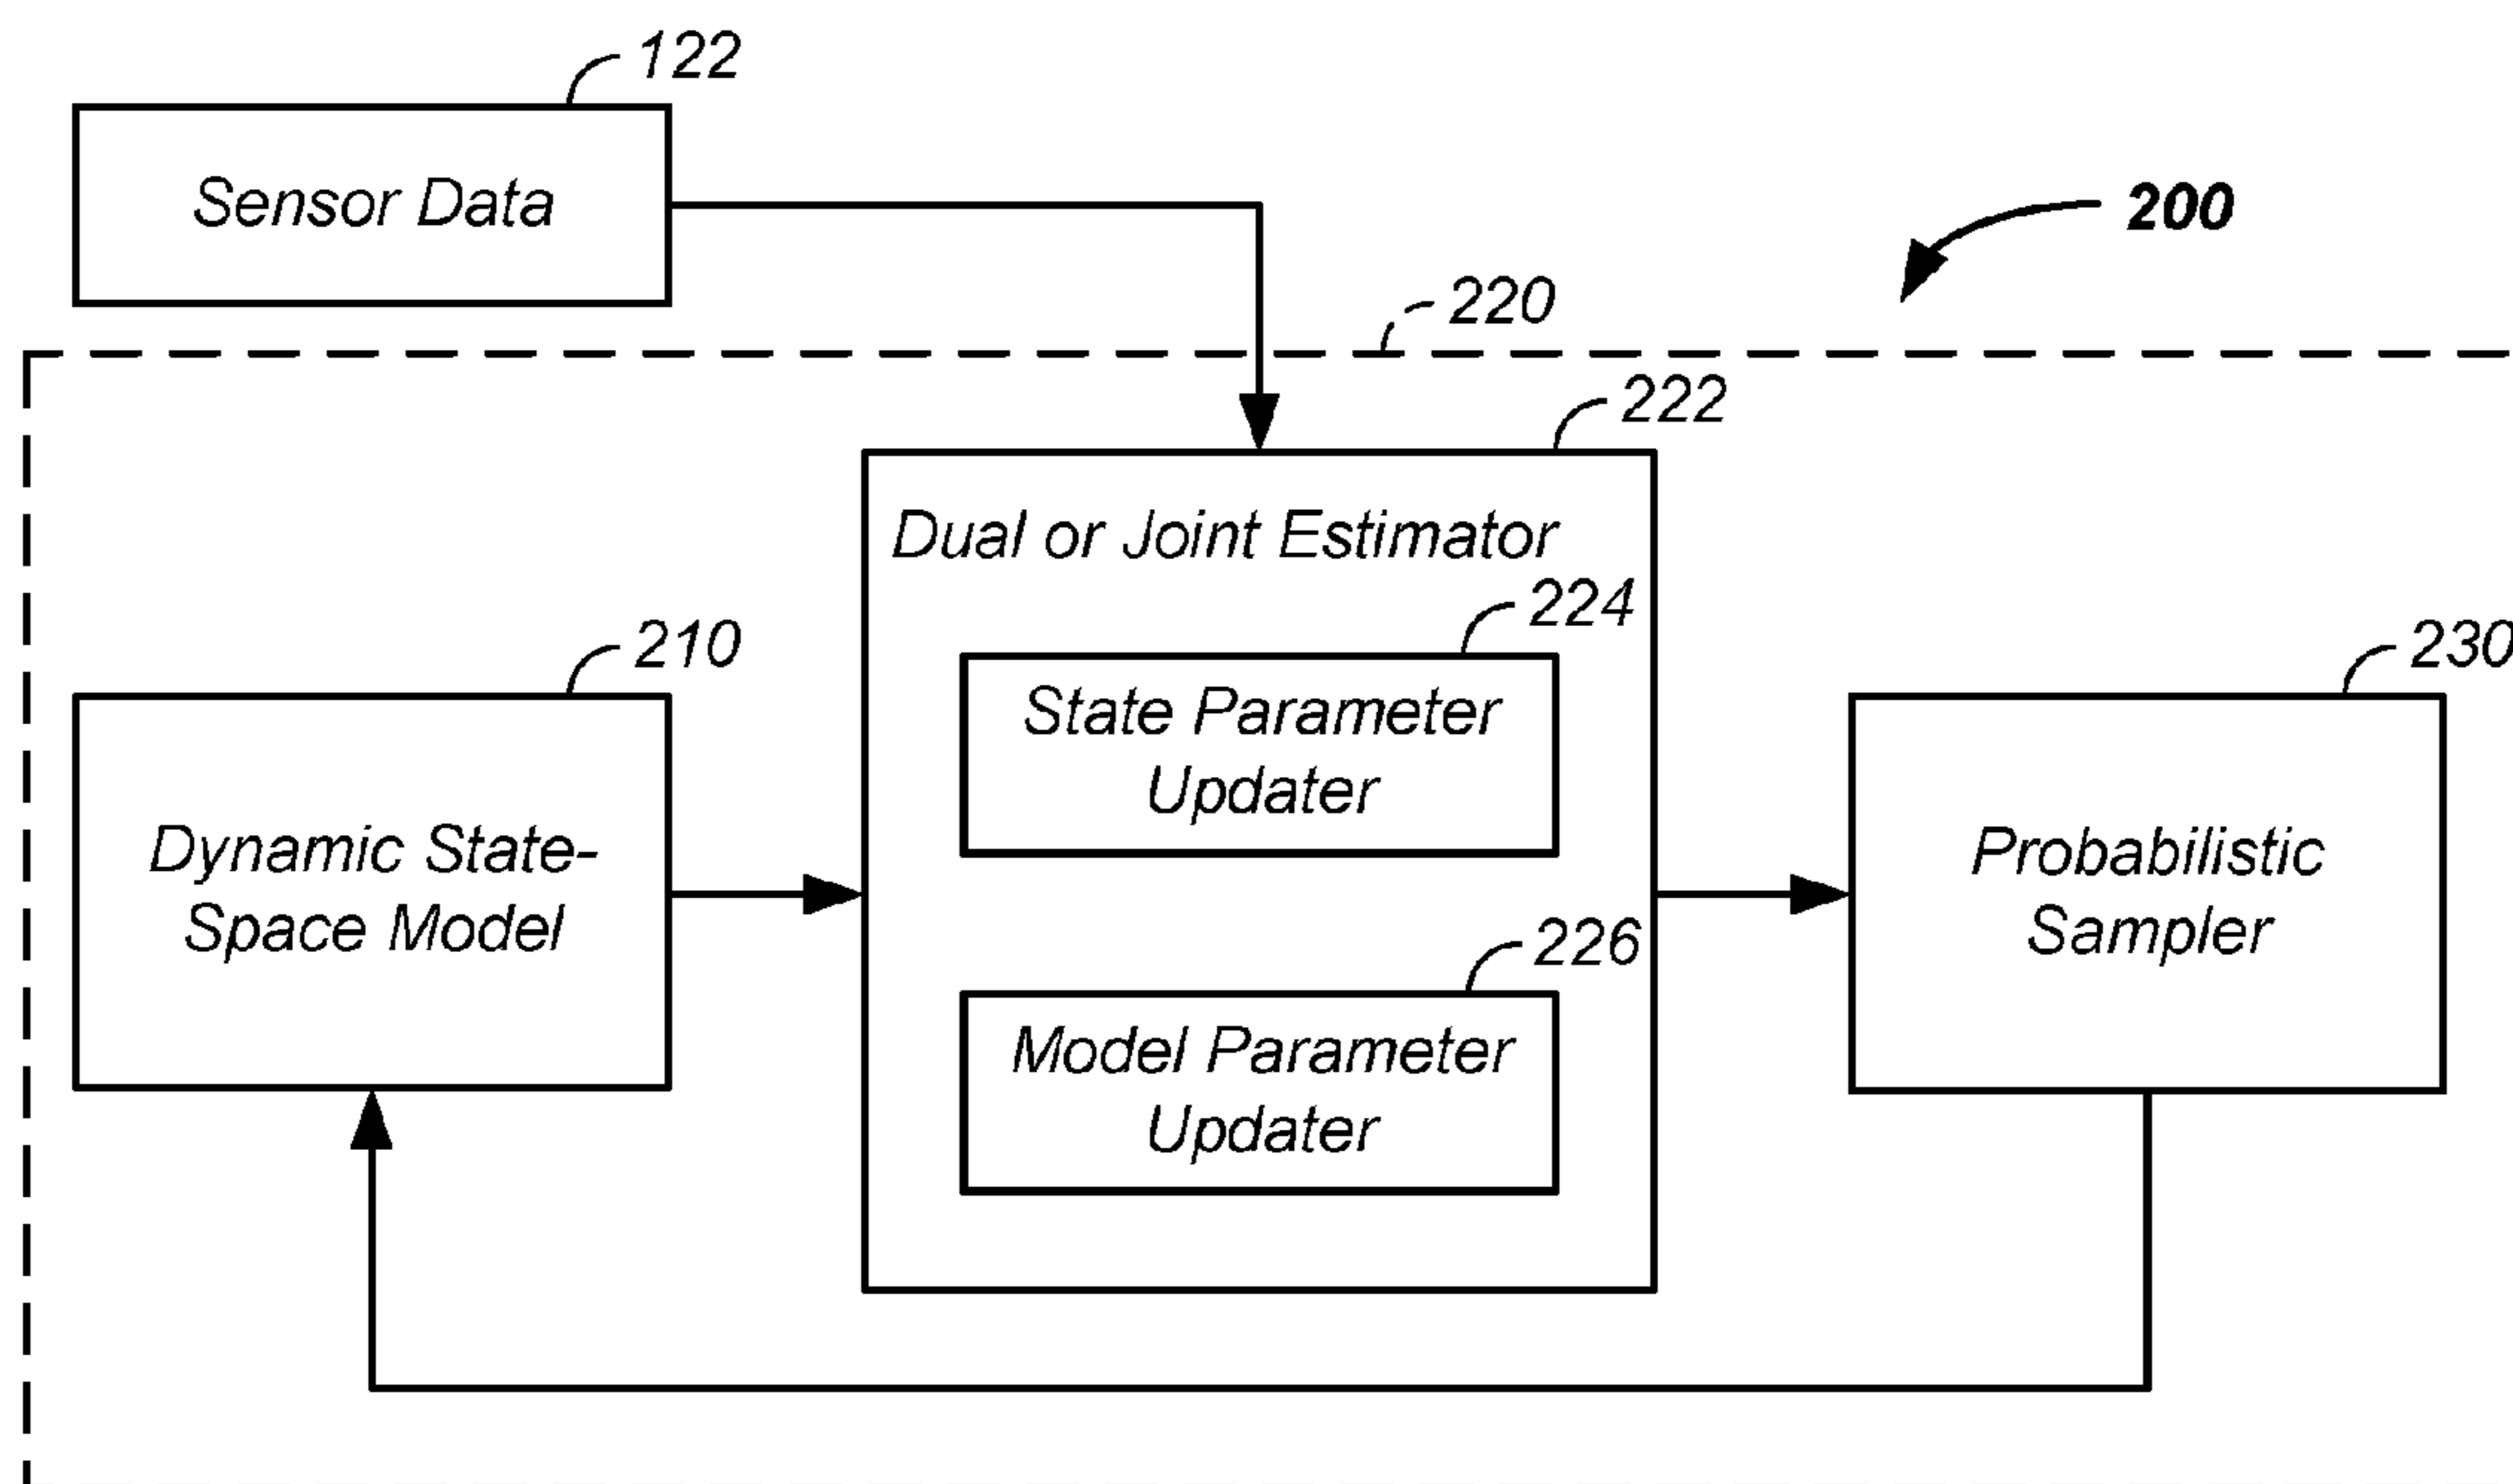 122
Sensor Data
200
220
222
Dual or Joint Estimator
224
210
230
State Parameter
Updater
Dynamic State-
Space Model
Probabilistic
Sampler
226
Model Parameter
Updater